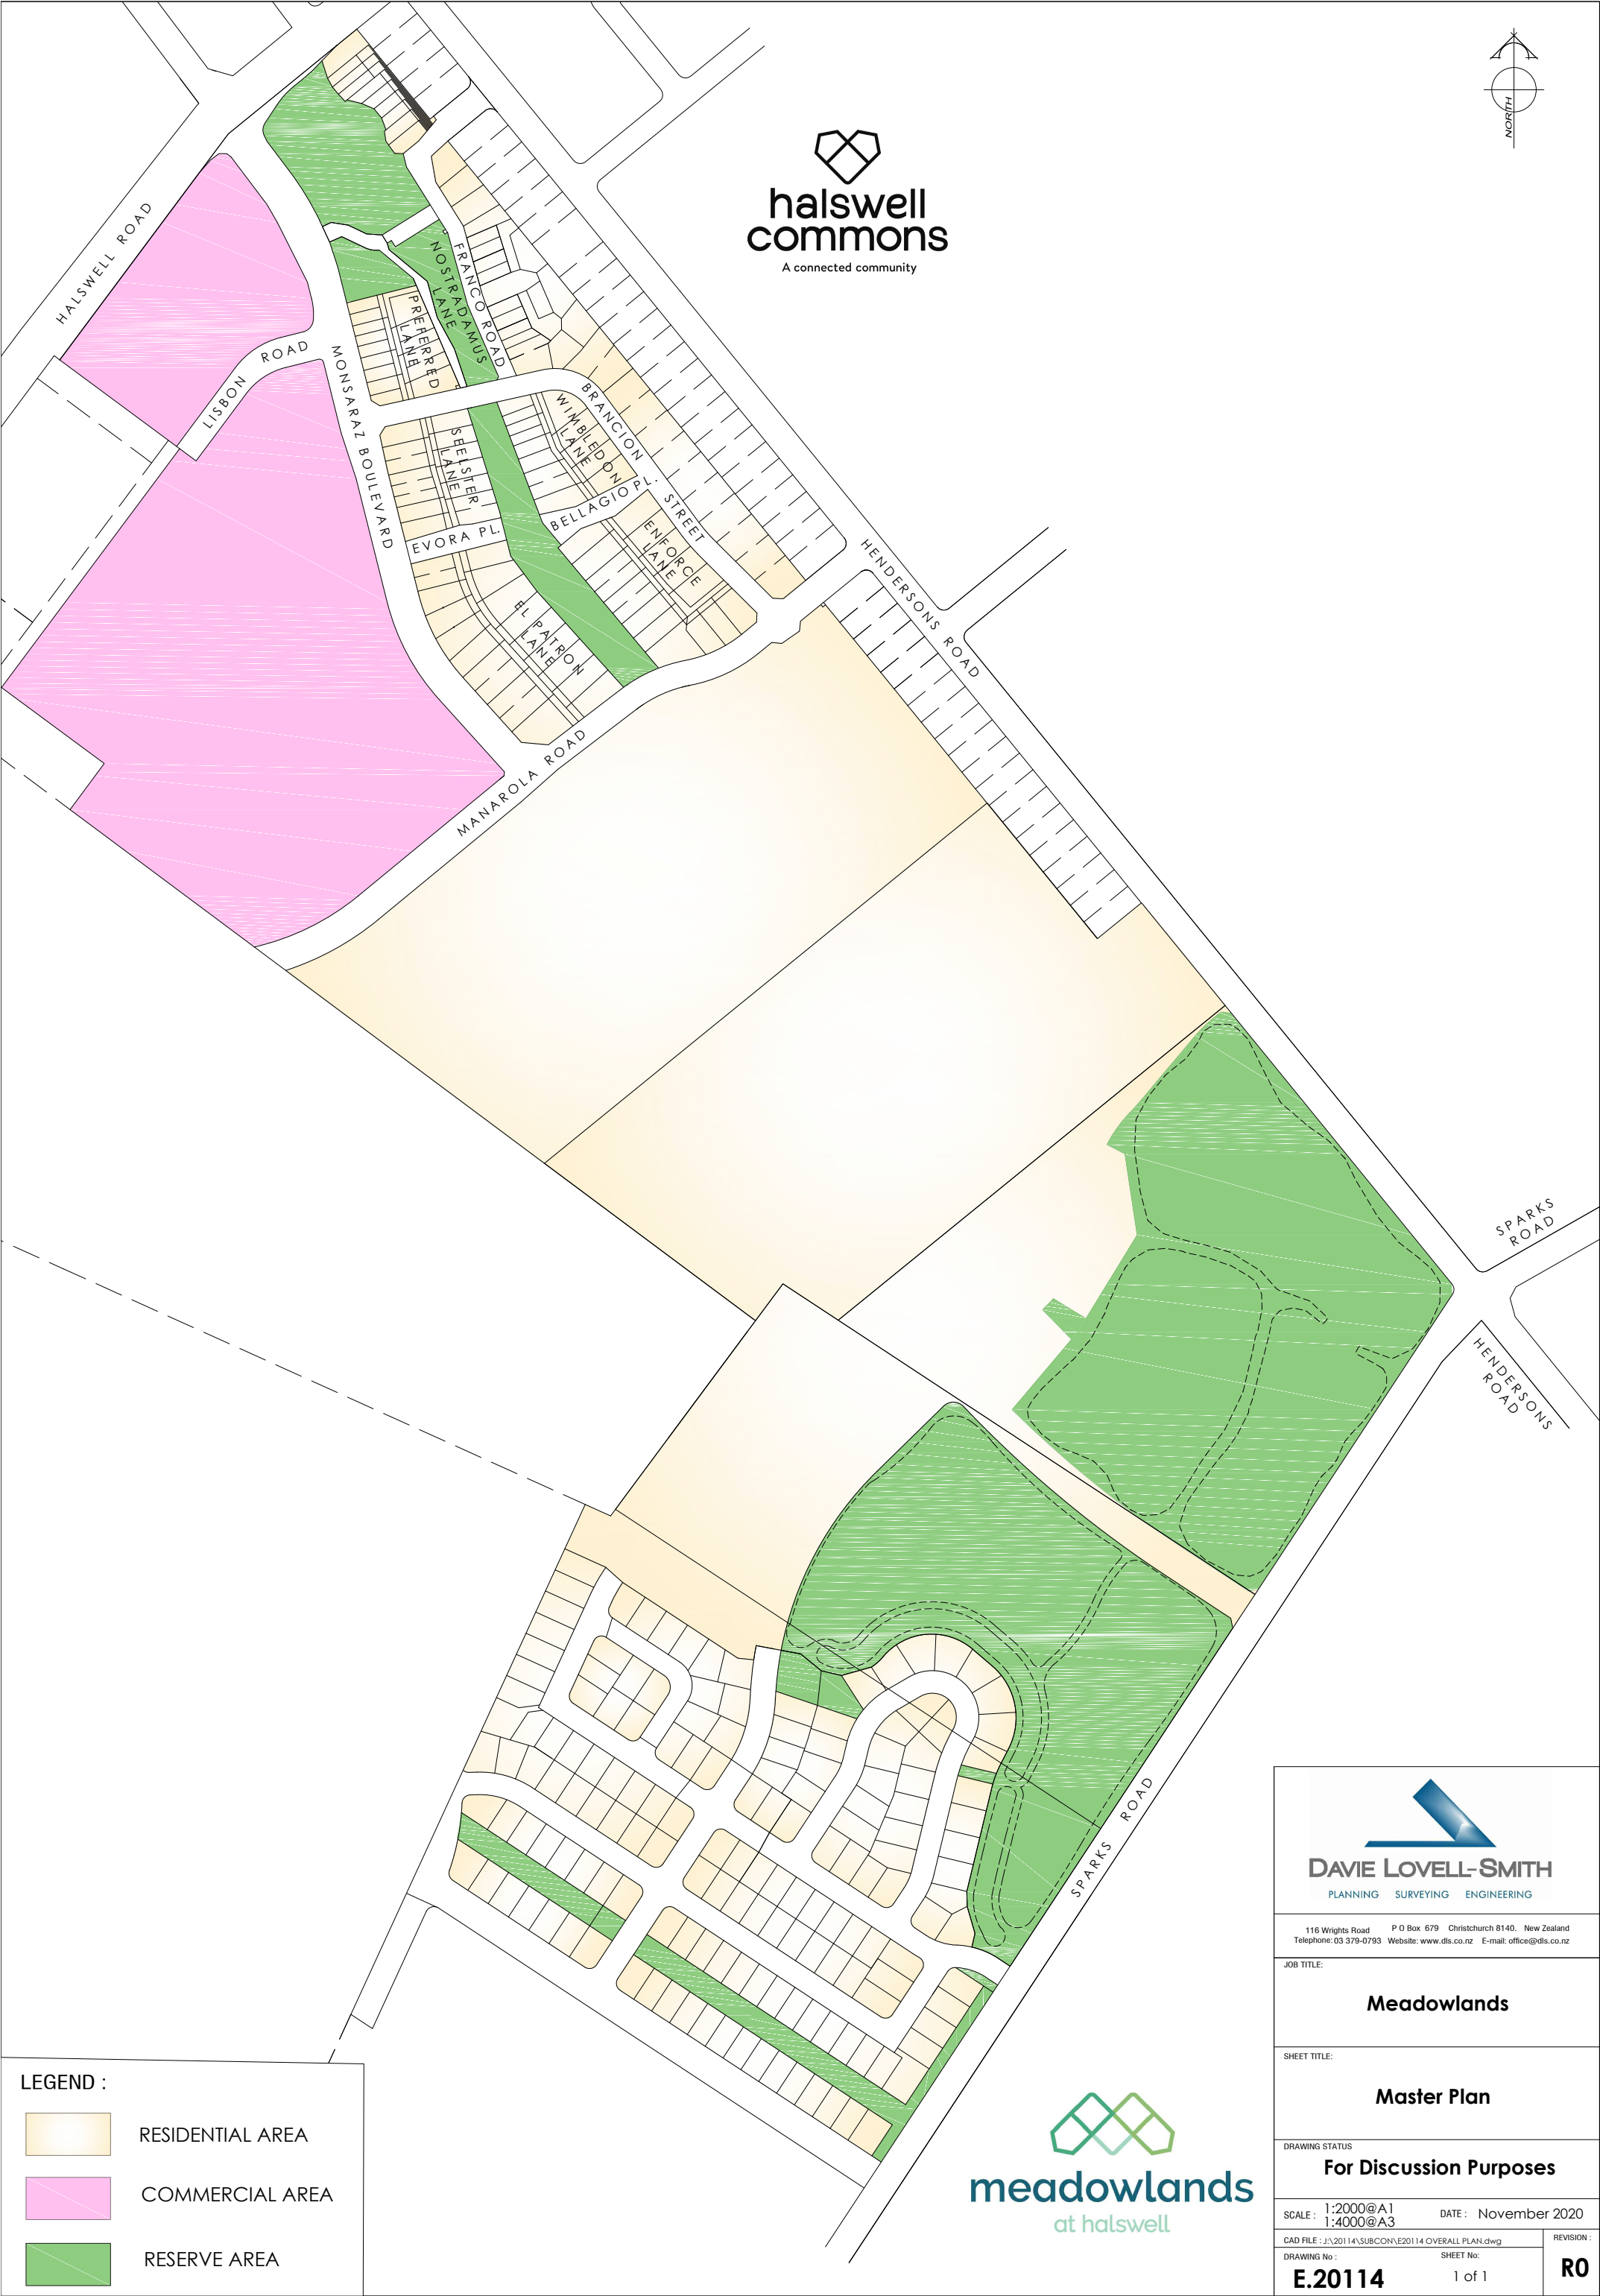 NORTH
halswell
commons
A connected community
HALSWELL ROAD
LISBON ROAD
MONSARAZ BOULEVARD
FRANCO ROAD
NOSTRADAMUS
LANE
PREFERRED
LANE
BRANCION STREET
WIMBLEDON
LANE
SEELSTER
LANE
BELLAGIO PL.
EVORA PL.
ENFORCE
LANE
EL PATRON
LANE
HENDERSONS ROAD
MANAROLA ROAD
SPARKS
ROAD
HENDERSONS
ROAD
SPARKS ROAD
LEGEND :
RESIDENTIAL AREA
COMMERCIAL AREA
RESERVE AREA
meadowlands
at halswell
DAVIE LOVELL-SMITH
PLANNING SURVEYING ENGINEERING
116 Wrights Road P O Box 679 Christchurch 8140. New Zealand
Telephone: 03 379-0793 Website: www.dls.co.nz E-mail: office@dls.co.nz
JOB TITLE:
Meadowlands
SHEET TITLE:
Master Plan
DRAWING STATUS
For Discussion Purposes
SCALE : 1:2000@A1
1:4000@A3
DATE : November 2020
CAD FILE : J:\20114\SUBCON\E20114 OVERALL PLAN.dwg
REVISION :
R0
DRAWING No :
E.20114
SHEET No:
1 of 1